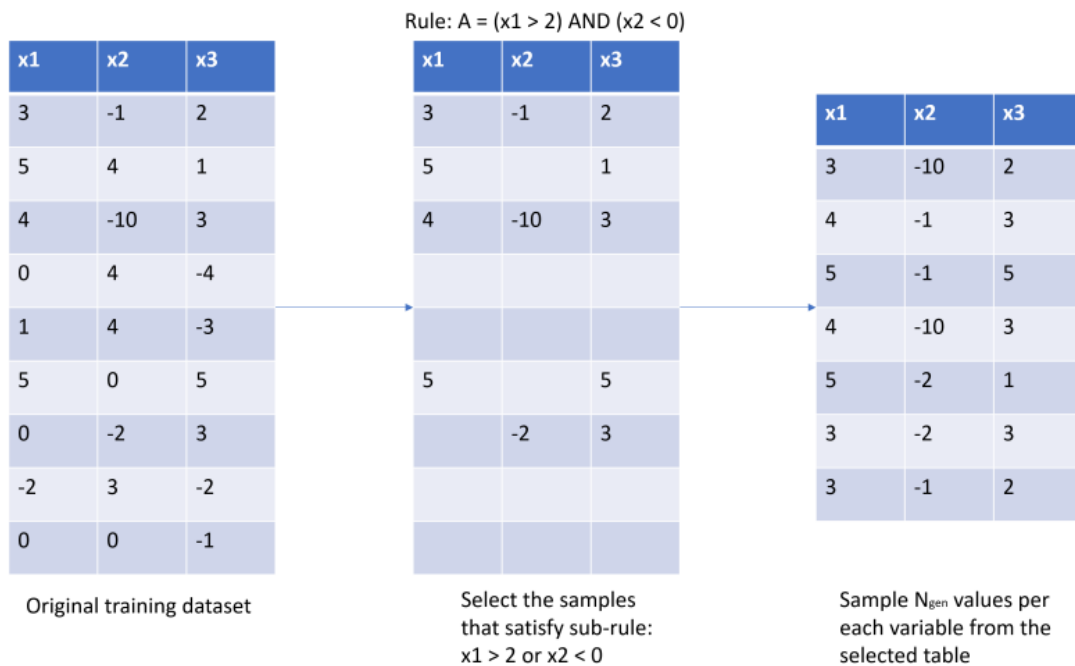 Rule: A = (x1 > 2) AND (x2 < 0)
x1 x2 x3
3 -1 2
5 4 1
4 -10 3
0 4 -4
1 4 -3
5 0 5
0 -2 3
-2 3 -2
0 0 -1
Original training dataset
x1 x2 x3
3 -1 2
5 1
4 -10 3
5 5
-2 3
Select the samples
that satisfy sub-rule:
x1 > 2 or x2 < 0
x1 x2 x3
3 -10 2
4 -1 3
5 -1 5
4 -10 3
5 -2 1
3 -2 3
3 -1 2
Sample Ngen values per
each variable from the
selected table